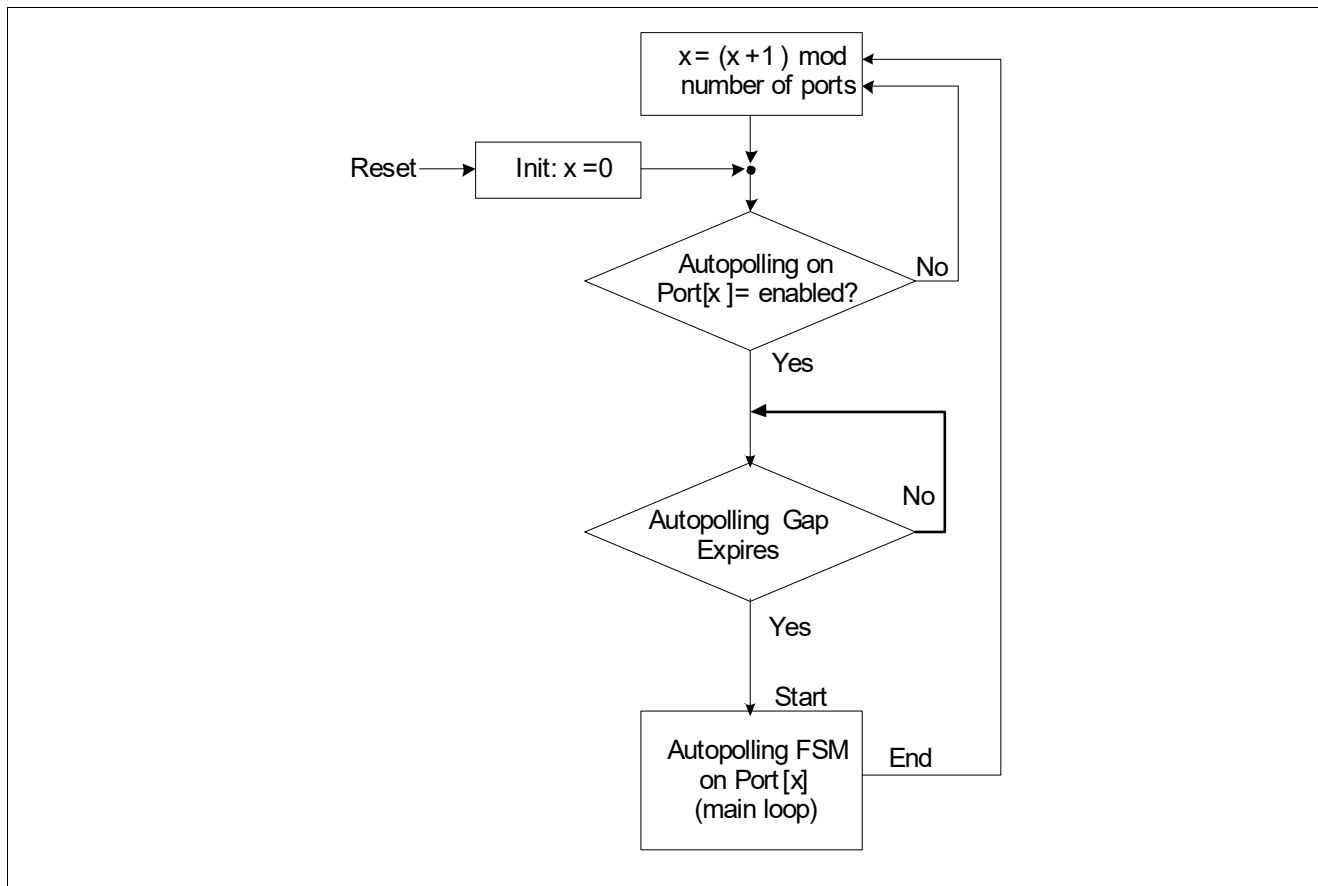 x = (x +1 ) mod
number of ports
Reset
Init: x =0
Autopolling on
Port[x ]= enabled?
No
Yes
No
Autopolling Gap
Expires
Yes
Start
Autopolling FSM
on Port[x]
(main loop)
End